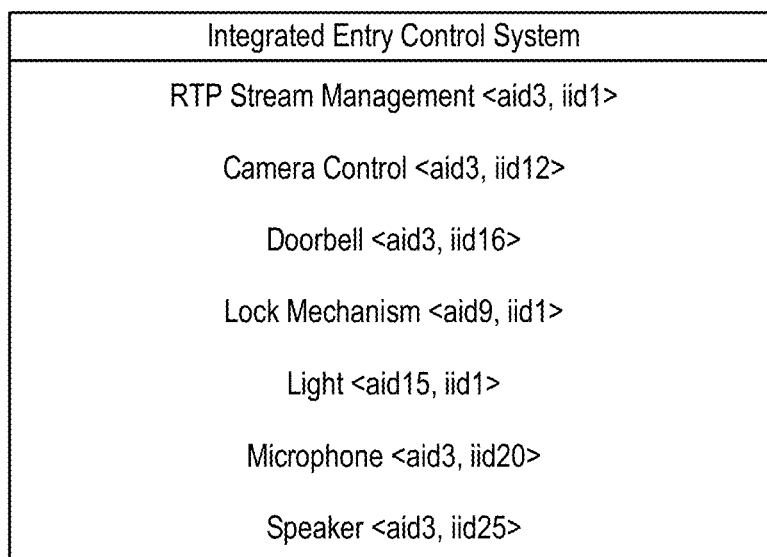 Integrated Entry Control System
RTP Stream Management <aid3, iid1>
Camera Control <aid3, iid12>
Doorbell <aid3, iid16>
Lock Mechanism <aid9, iid1>
Light <aid15, iid1>
Microphone <aid3, iid20>
Speaker <aid3, iid25>